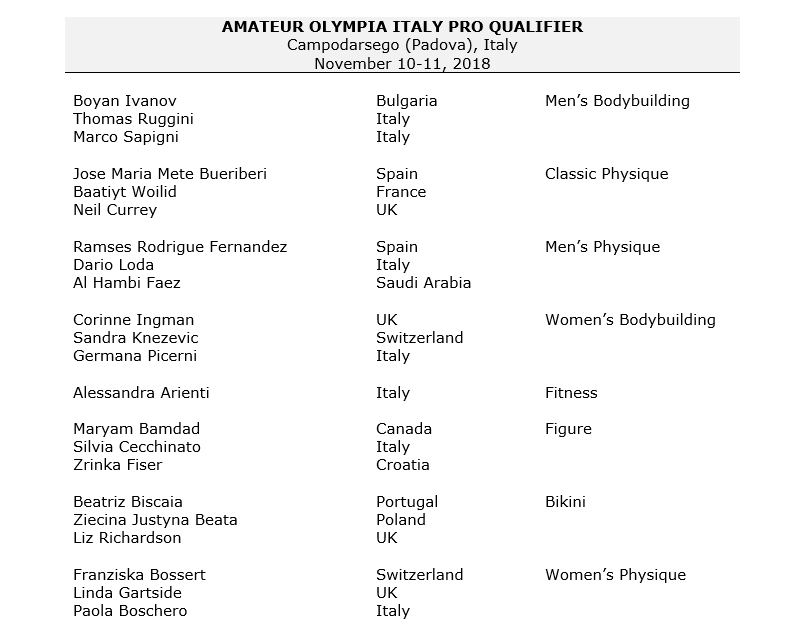 AMATEUR OLYMPIA ITALY PRO QUALIFIER
Campodarsego (Padova), Italy
November 10-11, 2018
Boyan Ivanov Bulgaria Men’s Bodybuilding
Thomas Ruggini Italy
Marco Sapigni Italy
Jose Maria Mete Bueriberi Spain Classic Physique
Baatiyt Woilid France
Neil Currey UK
Ramses Rodrigue Fernandez Spain Men’s Physique
Dario Loda Italy
Al Hambi Faez Saudi Arabia
Corinne Ingman UK Women’s Bodybuilding
Sandra Knezevic Switzerland
Germana Picerni Italy
Alessandra Arienti Italy Fitness
Maryam Bamdad Canada Figure
Silvia Cecchinato Italy
Zrinka Fiser Croatia
Beatriz Biscaia Portugal Bikini
Ziecina Justyna Beata Poland
Liz Richardson UK
Franziska Bossert Switzerland Women’s Physique
Linda Gartside UK
Paola Boschero Italy